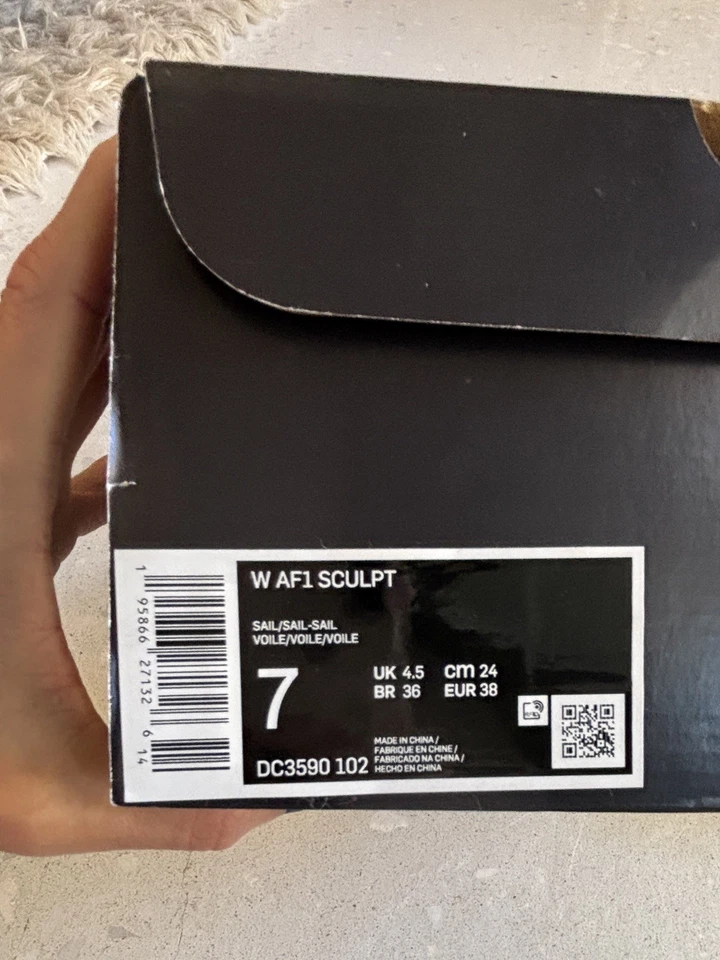 1 95866 27132 6 14
W AF1 SCULPT
SAIL/SAIL-SAIL
VOILE/VOILE/VOILE
7
UK 4.5 cm 24
BR 36 EUR 38
MADE IN CHINA /
FABRIQUE EN CHINE /
FABRICADO NA CHINA /
HECHO EN CHINA
DC3590 102